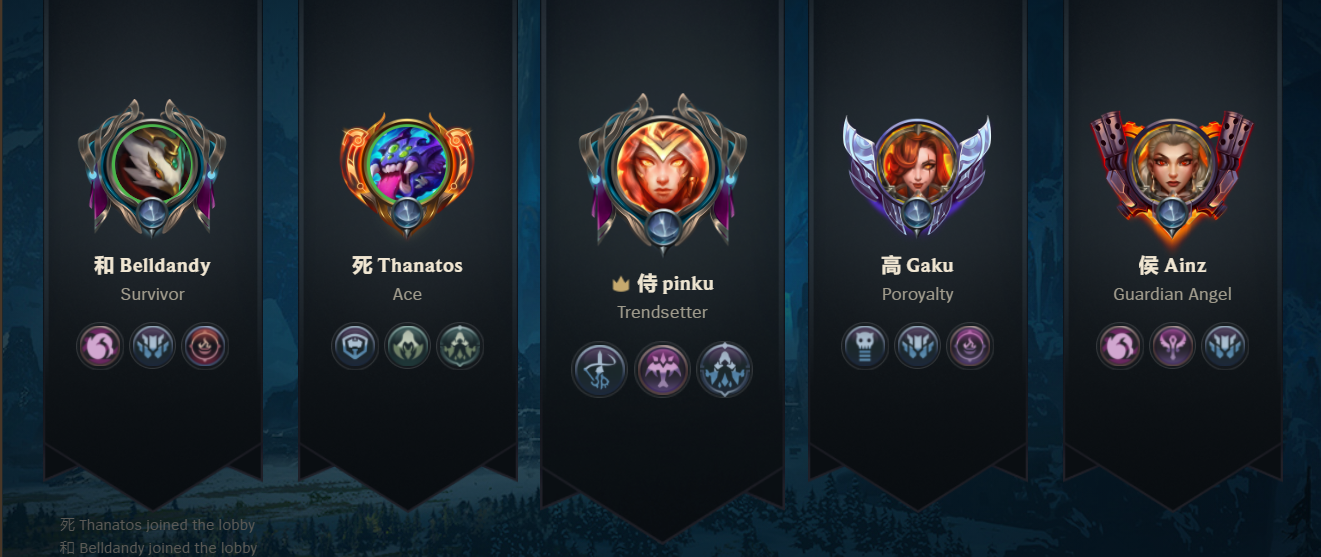 和 Belldandy
Survivor
死 Thanatos
Ace
侍 pinku
Trendsetter
高 Gaku
Poroyalty
侯 Ainz
Guardian Angel
死 Thanatos joined the lobby
和 Belldandy joined the lobby